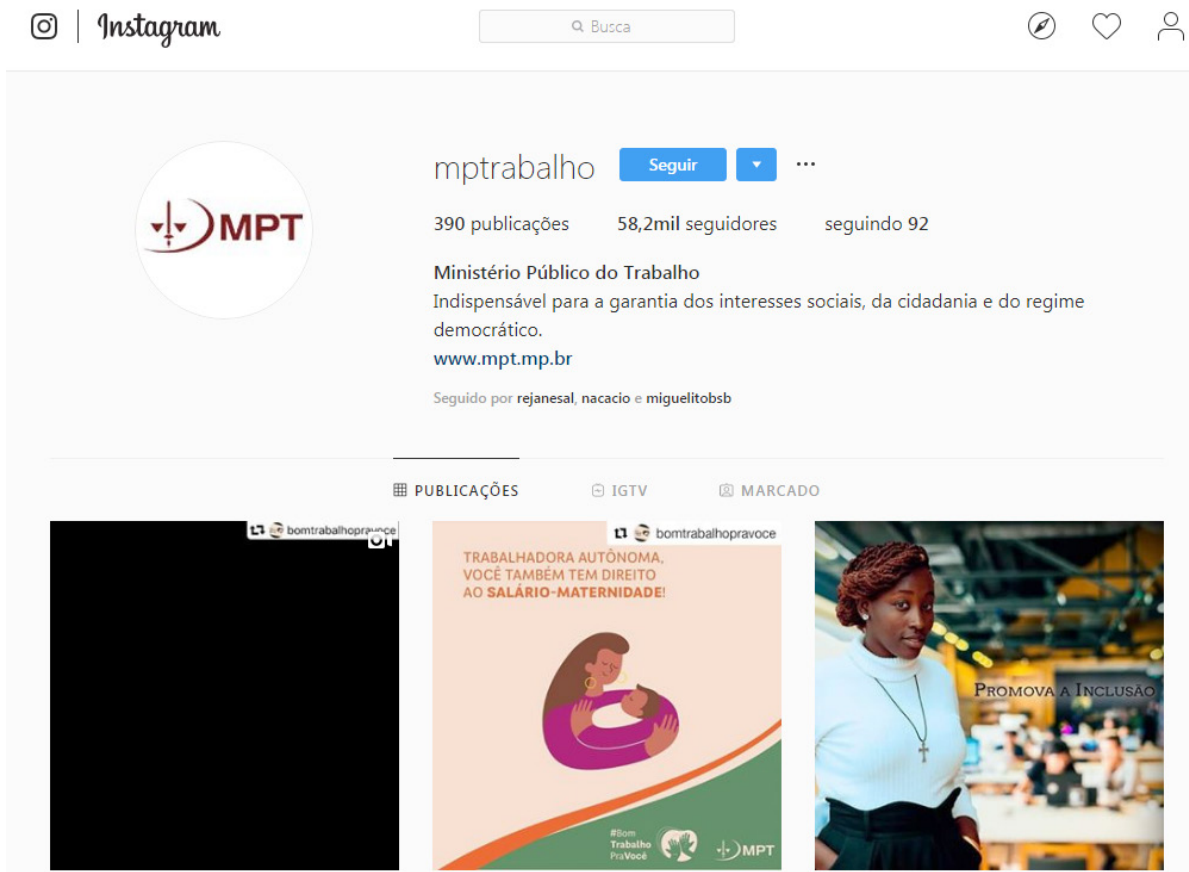 Instagram
Busca
MPT
mptrabalho Seguir
390 publicações 58,2mil seguidores seguindo 92
Ministério Público do Trabalho
Indispensável para a garantia dos interesses sociais, da cidadania e do regime
democrático.
www.mpt.mp.br
Seguido por rejanesal, nacacio e miguelitobsb
PUBLICAÇÕES IGTV MARCADO
bomtrabalhopravoce
bomtrabalhopravoce
TRABALHADORA AUTÔNOMA,
VOCÊ TAMBÉM TEM DIREITO
AO SALÁRIO-MATERNIDADE!
#Bom
Trabalho
PraVocê
MPT
PROMOVA A INCLUSÃO